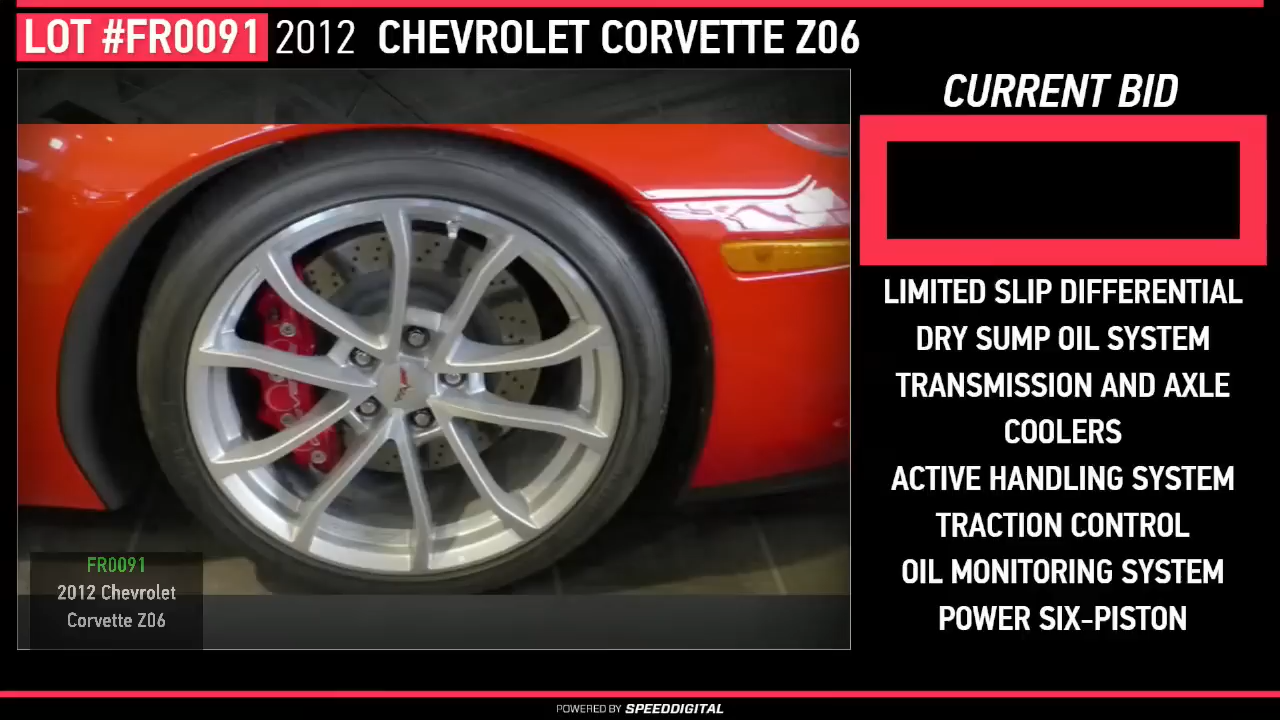 LOT #FR0091 2012 CHEVROLET CORVETTE Z06
CURRENT BID
LIMITED SLIP DIFFERENTIAL
DRY SUMP OIL SYSTEM
TRANSMISSION AND AXLE
COOLERS
ACTIVE HANDLING SYSTEM
TRACTION CONTROL
OIL MONITORING SYSTEM
POWER SIX-PISTON
FR0091
2012 Chevrolet
Corvette Z06
POWERED BY SPEEDDIGITAL